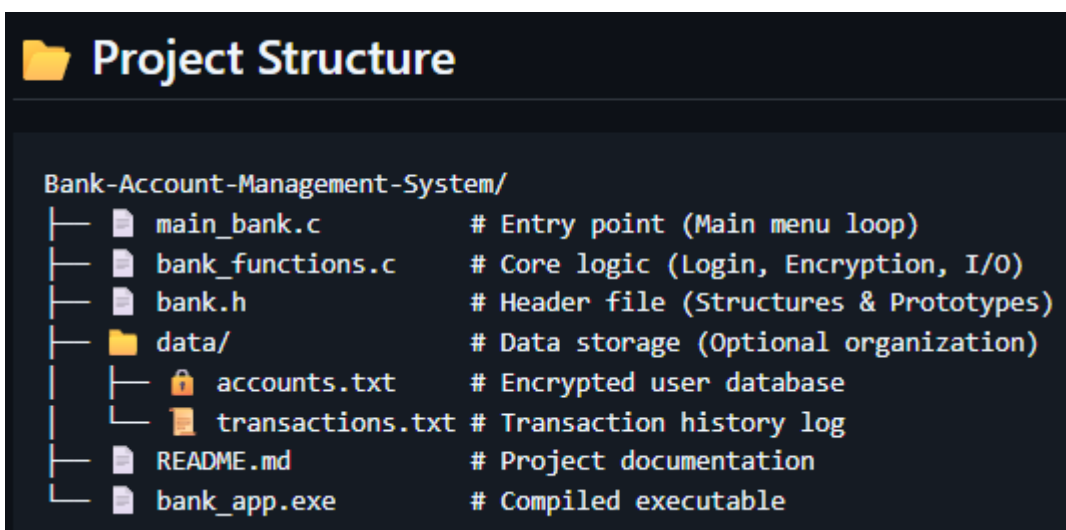 📂 Project Structure
Bank-Account-Management-System/
├── 📄 main_bank.c # Entry point (Main menu loop)
├── 📄 bank_functions.c # Core logic (Login, Encryption, I/O)
├── 📄 bank.h # Header file (Structures & Prototypes)
├── 📁 data/ # Data storage (Optional organization)
│   ├── 🔒 accounts.txt # Encrypted user database
│   └── 📜 transactions.txt # Transaction history log
├── 📄 README.md # Project documentation
└── 📄 bank_app.exe # Compiled executable